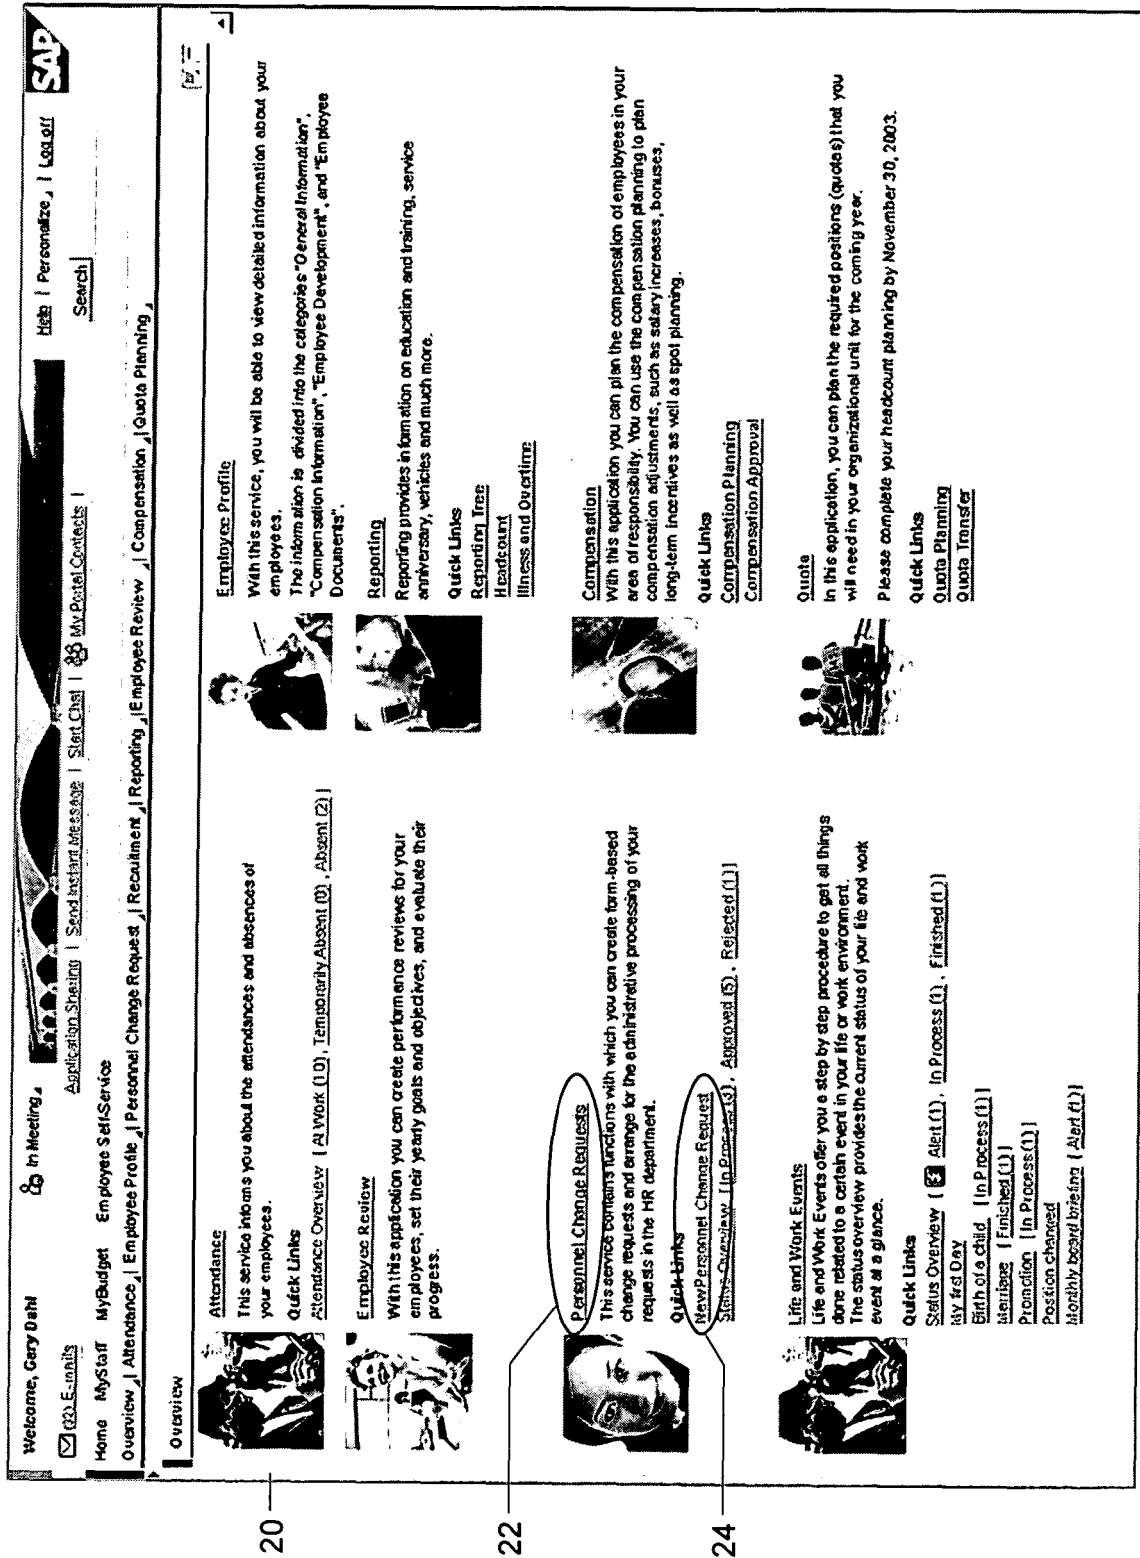 Welcome, Gary Dahl
In Meeting
Help | Personalize | Log off
SAP
(32) E-mails
Application Sharing | Send Instant Message | Start Chat | My Portal Contacts |
Search
Home MyStaff MyBudget Employee Self-Service
Overview | Attendance | Employee Profile | Personnel Change Request | Recruitment | Reporting | Employee Review | Compensation | Quota Planning
Overview
Attendance
This service informs you about the attendances and absences of
your employees.
Quick Links
Attendance Overview [ At Work (10), Temporarily Absent (0), Absent (2) ]
Employee Review
With this application you can create performance reviews for your
employees, set their yearly goals and objectives, and evaluate their
progress.
Personnel Change Requests
This service contains functions with which you can create form-based
change requests and arrange for the administrative processing of your
requests in the HR department.
Quick Links
New Personnel Change Request
Status Overview [ In Process (3), Approved (5), Rejected (1) ]
Life and Work Events
Life and Work Events offer you a step by step procedure to get all things
done related to a certain event in your life or work environment.
The status overview provides the current status of your life and work
event at a glance.
Quick Links
Status Overview [ Alert (1), In Process (1), Finished (1) ]
My first Day
Birth of a child [ In Process (1) ]
Marriage [ Finished (1) ]
Promotion [ In Process (1) ]
Position changed
Monthly board briefing [ Alert (1) ]
Employee Profile
With this service, you will be able to view detailed information about your
employees.
The information is divided into the categories "General Information",
"Compensation Information", "Employee Development", and "Employee
Documents".
Reporting
Reporting provides information on education and training, service
anniversary, vehicles and much more.
Quick Links
Reporting Tree
Headcount
Illness and Overtime
Compensation
With this application you can plan the compensation of employees in your
area of responsibility. You can use the compensation planning to plan
compensation adjustments, such as salary increases, bonuses,
long-term incentives as well as spot planning.
Quick Links
Compensation Planning
Compensation Approval
Quota
In this application, you can plan the required positions (quotas) that you
will need in your organizational unit for the coming year.
Please complete your headcount planning by November 30, 2003.
Quick Links
Quota Planning
Quota Transfer
20
22
24